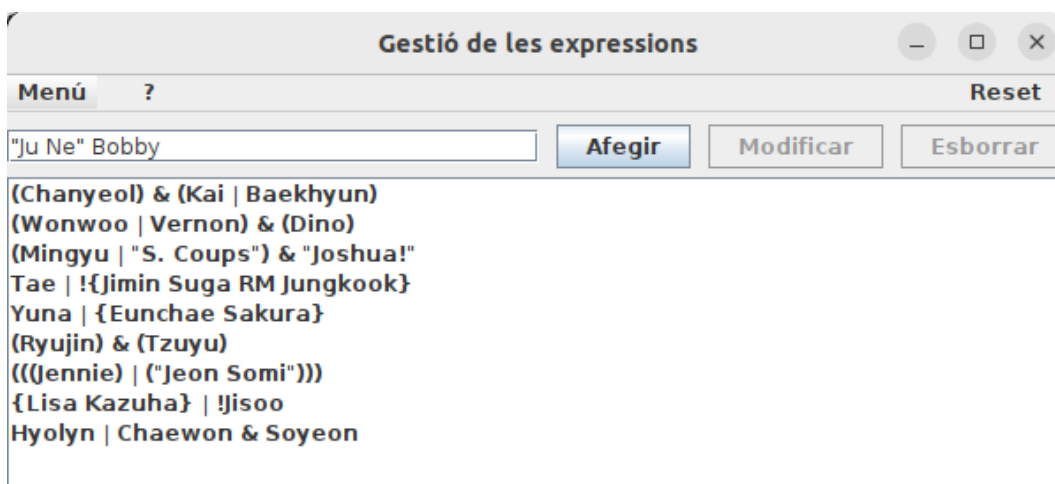 Gestió de les expressions
Menú ? Reset
"Ju Ne" Bobby Afegir Modificar Esborrar
(Chanyeol) & (Kai | Baekhyun)
(Wonwoo | Vernon) & (Dino)
(Mingyu | "S. Coups") & "Joshua!"
Tae | !{Jimin Suga RM Jungkook}
Yuna | {Eunchae Sakura}
(Ryujin) & (Tzuyu)
(((Jennie) | ("Jeon Somi")))
{Lisa Kazuha} | !Jisoo
Hyolyn | Chaewon & Soyeon